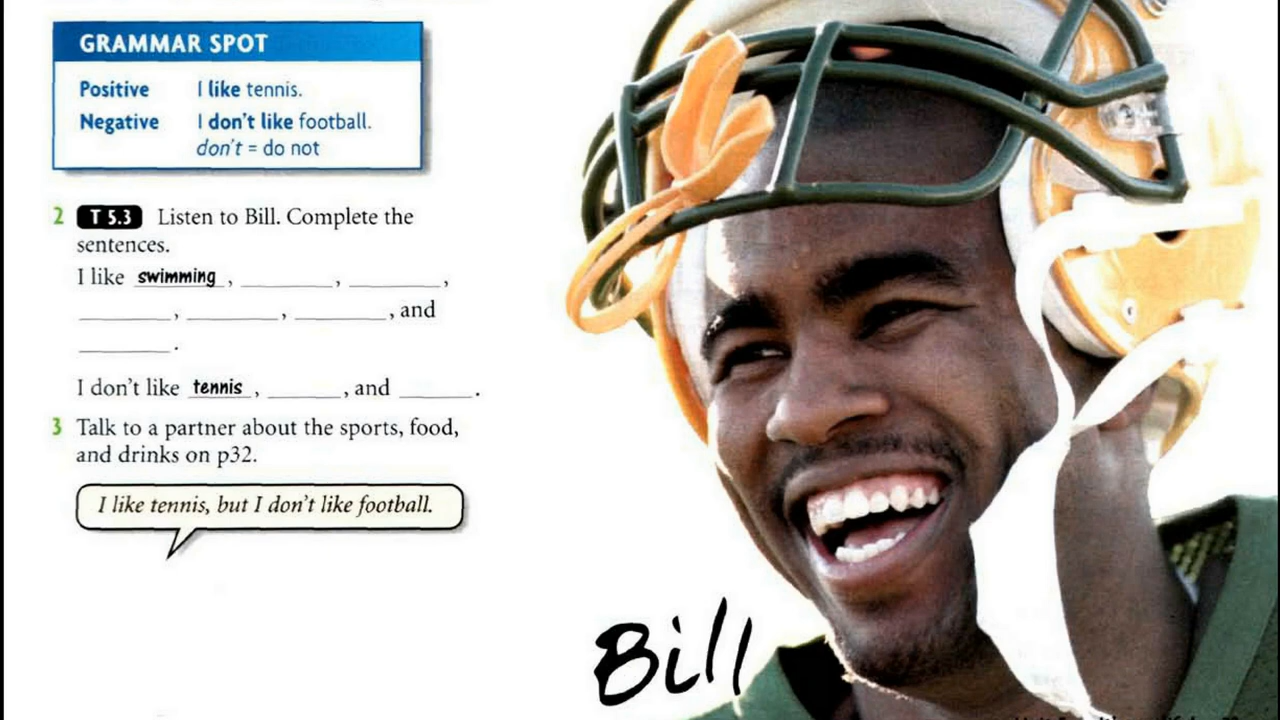 GRAMMAR SPOT
Positive I like tennis.
Negative I don't like football.
don't = do not
2 T 5.3 Listen to Bill. Complete the
sentences.
I like swimming, ________, ________,
________, ________, ________, and
________.
I don't like tennis, ______, and ______.
3 Talk to a partner about the sports, food,
and drinks on p32.
I like tennis, but I don't like football.
Bill